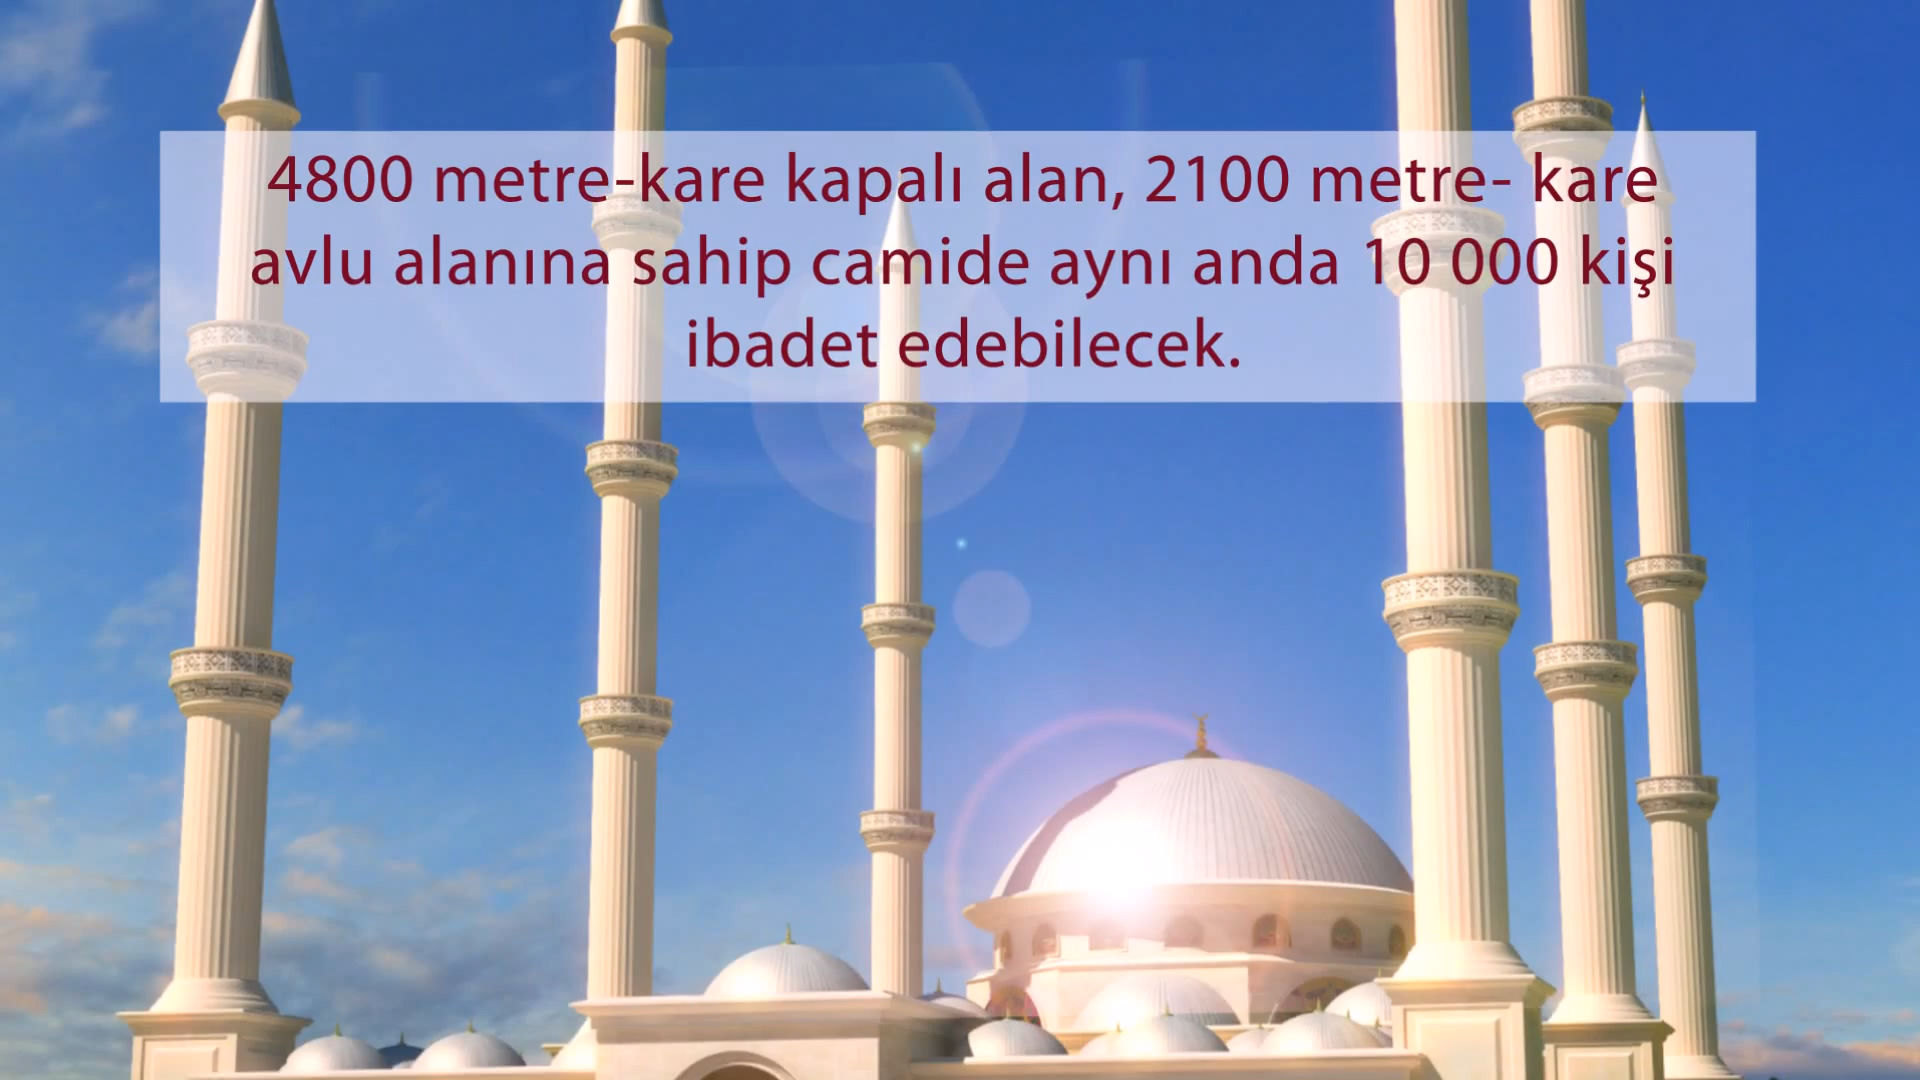 4800 metre-kare kapalı alan, 2100 metre- kare
avlu alanına sahip camide aynı anda 10 000 kişi
ibadet edebilecek.